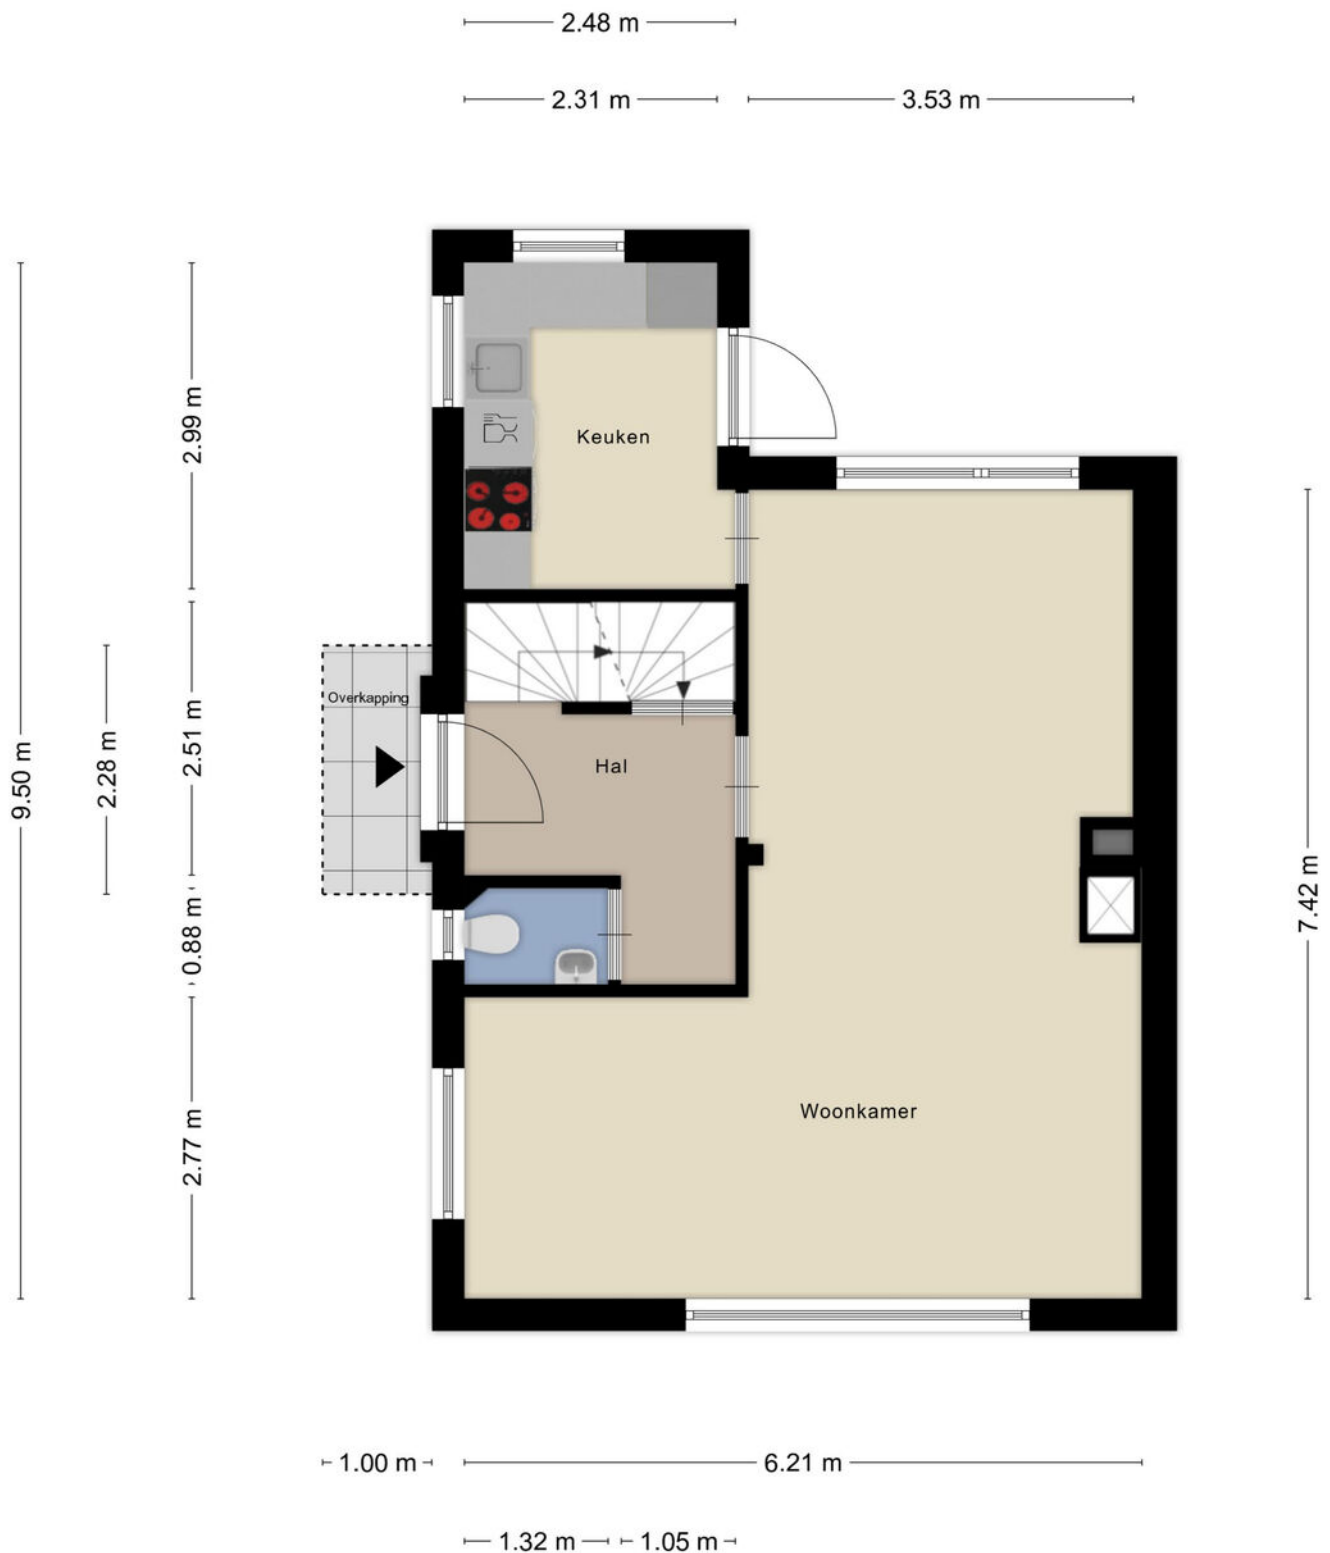 2.48 m
2.31 m
3.53 m
Keuken
2.99 m
Overkapping
Hal
2.51 m
2.28 m
9.50 m
0.88 m
7.42 m
Woonkamer
2.77 m
1.00 m
6.21 m
1.32 m
1.05 m